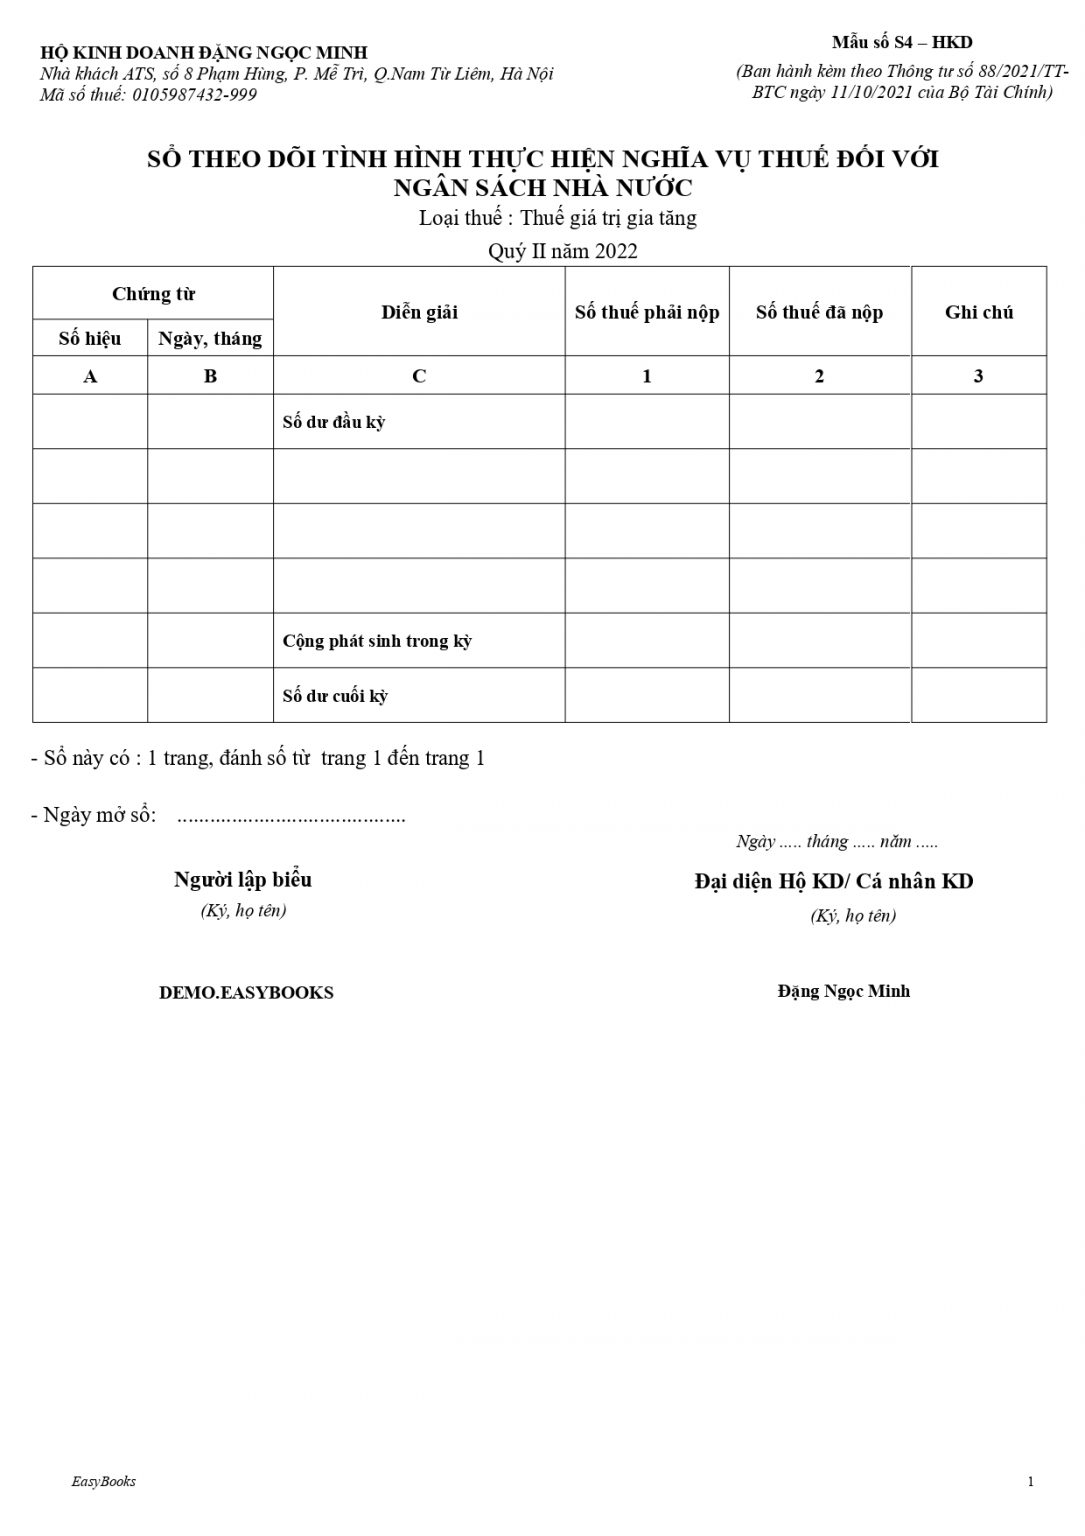 HỘ KINH DOANH ĐẶNG NGỌC MINH
Nhà khách ATS, số 8 Phạm Hùng, P. Mễ Trì, Q.Nam Từ Liêm, Hà Nội
Mã số thuế: 0105987432-999
Mẫu số S4 – HKD
(Ban hành kèm theo Thông tư số 88/2021/TT-
BTC ngày 11/10/2021 của Bộ Tài Chính)
SỔ THEO DÕI TÌNH HÌNH THỰC HIỆN NGHĨA VỤ THUẾ ĐỐI VỚI
NGÂN SÁCH NHÀ NƯỚC
Loại thuế : Thuế giá trị gia tăng
Quý II năm 2022
Chứng từ
Diễn giải
Số thuế phải nộp
Số thuế đã nộp
Ghi chú
Số hiệu
Ngày, tháng
A
B
C
1
2
3
Số dư đầu kỳ
Cộng phát sinh trong kỳ
Số dư cuối kỳ
- Sổ này có : 1 trang, đánh số từ trang 1 đến trang 1
- Ngày mở sổ: ..........................................
Ngày ..... tháng ..... năm .....
Người lập biểu
Đại diện Hộ KD/ Cá nhân KD
(Ký, họ tên)
(Ký, họ tên)
DEMO.EASYBOOKS
Đặng Ngọc Minh
EasyBooks
1